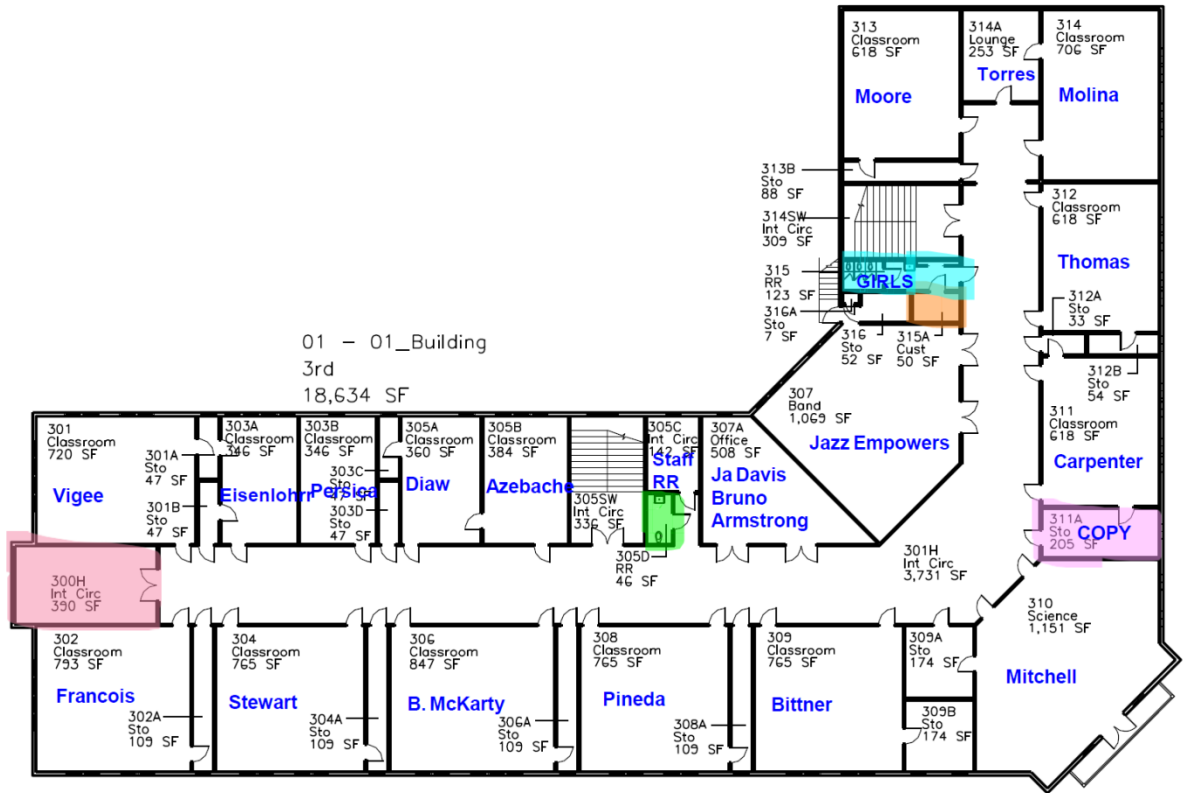 313
Classroom
618 SF
Moore
314A
Lounge
253 SF
Torres
314
Classroom
706 SF
Molina
313B
Sto
88 SF
314SW
Int Circ
309 SF
312
Classroom
618 SF
Thomas
315
RR
123 SF
GIRLS
316A
Sto
7 SF
316
Sto
52 SF
315A
Cust
50 SF
312A
Sto
33 SF
312B
Sto
54 SF
01 - 01_Building
3rd
18,634 SF
307
Band
1,069 SF
Jazz Empowers
311
Classroom
618 SF
Carpenter
301
Classroom
720 SF
Vigee
301A
Sto
47 SF
301B
Sto
47 SF
303A
Classroom
346 SF
Eisenlohrr
303B
Classroom
346 SF
Persica
303C
303D
Sto
47 SF
305A
Classroom
360 SF
Diaw
305B
Classroom
384 SF
Azebache
305SW
Int Circ
336 SF
305C
Int Circ
142 SF
Staff
RR
305D
RR
46 SF
307A
Office
508 SF
Ja Davis
Bruno
Armstrong
311A
Sto
205 SF
COPY
301H
Int Circ
3,731 SF
300H
Int Circ
390 SF
310
Science
1,151 SF
Mitchell
302
Classroom
793 SF
Francois
302A
Sto
109 SF
304
Classroom
765 SF
Stewart
304A
Sto
109 SF
306
Classroom
847 SF
B. McKarty
306A
Sto
109 SF
308
Classroom
765 SF
Pineda
308A
Sto
109 SF
309
Classroom
765 SF
Bittner
309A
Sto
174 SF
309B
Sto
174 SF